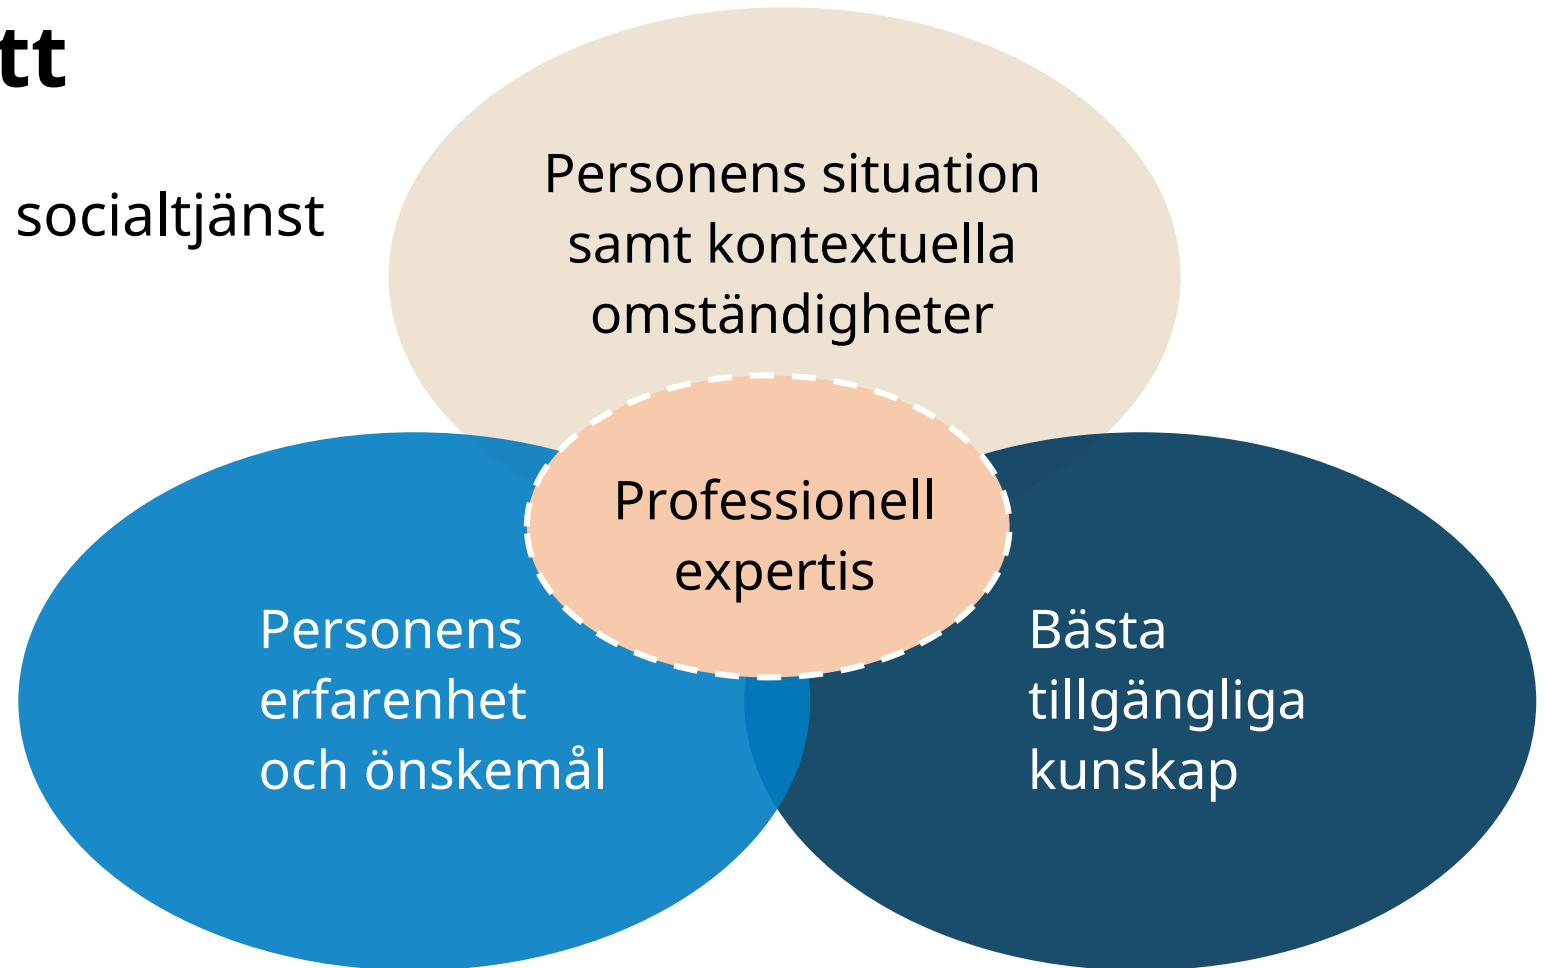 tt
socialtjänst
Personens situation
samt kontextuella
omständigheter
Professionell
expertis
Personens
erfarenhet
och önskemål
Bästa
tillgängliga
kunskap